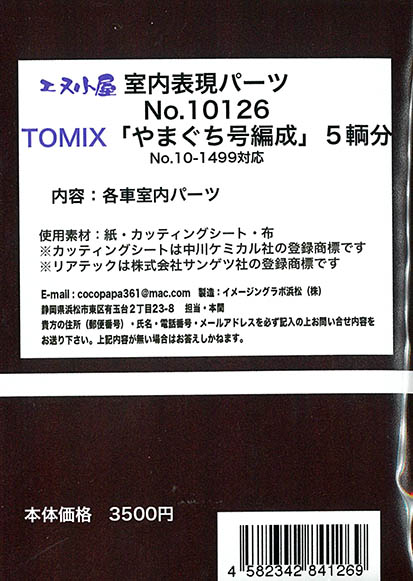 エヌ小屋 室内表現パーツ
No.10126
TOMIX「やまぐち号編成」５輌分
No.10-1499対応
内容：各車室内パーツ
使用素材：紙・カッティングシート・布
※カッティングシートは中川ケミカル社の登録商標です
※リアテックは株式会社サンゲツ社の登録商標です
E-mail : cocopapa361@mac.com 製造：イメージングラボ浜松（株）
静岡県浜松市東区有玉台２丁目23-8 担当・本間
貴方の住所（郵便番号）・氏名・電話番号・メールアドレスを必ず記入の上お問い合せ内容を
お送り下さい。上記内容が無い場合はお答えしかねます。
本体価格 3500円
4 582342 841269